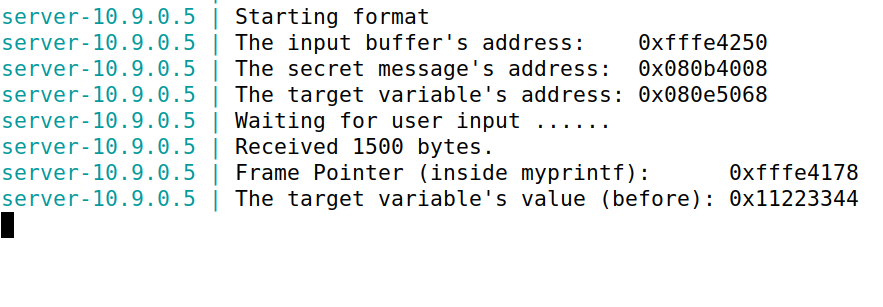 server-10.9.0.5 | Starting format
server-10.9.0.5 | The input buffer's address:    0xfffe4250
server-10.9.0.5 | The secret message's address:  0x080b4008
server-10.9.0.5 | The target variable's address: 0x080e5068
server-10.9.0.5 | Waiting for user input ......
server-10.9.0.5 | Received 1500 bytes.
server-10.9.0.5 | Frame Pointer (inside myprintf):      0xfffe4178
server-10.9.0.5 | The target variable's value (before): 0x11223344